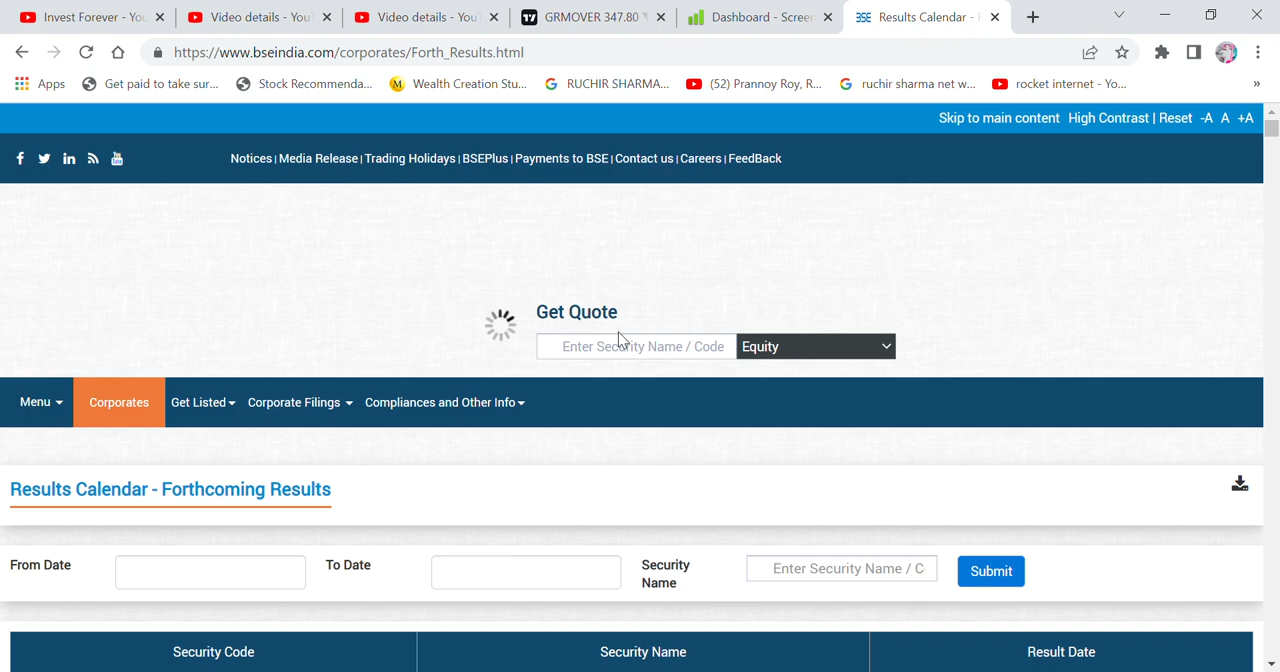 Invest Forever - You
Video details - YouT
Video details - YouT
GRMOVER 347.80
Dashboard - Screen
Results Calendar -
https://www.bseindia.com/corporates/Forth_Results.html
Apps
Get paid to take sur...
Stock Recommenda...
Wealth Creation Stu...
RUCHIR SHARMA...
(52) Prannoy Roy, R...
ruchir sharma net w...
rocket internet - Yo...
»
Skip to main content High Contrast | Reset -A A +A
Notices | Media Release | Trading Holidays | BSEPlus | Payments to BSE | Contact us | Careers | FeedBack
Get Quote
Enter Security Name / Code
Equity
Menu Corporates Get Listed Corporate Filings Compliances and Other Info
Results Calendar - Forthcoming Results
From Date
To Date
Security
Name
Enter Security Name / C
Submit
Security Code
Security Name
Result Date